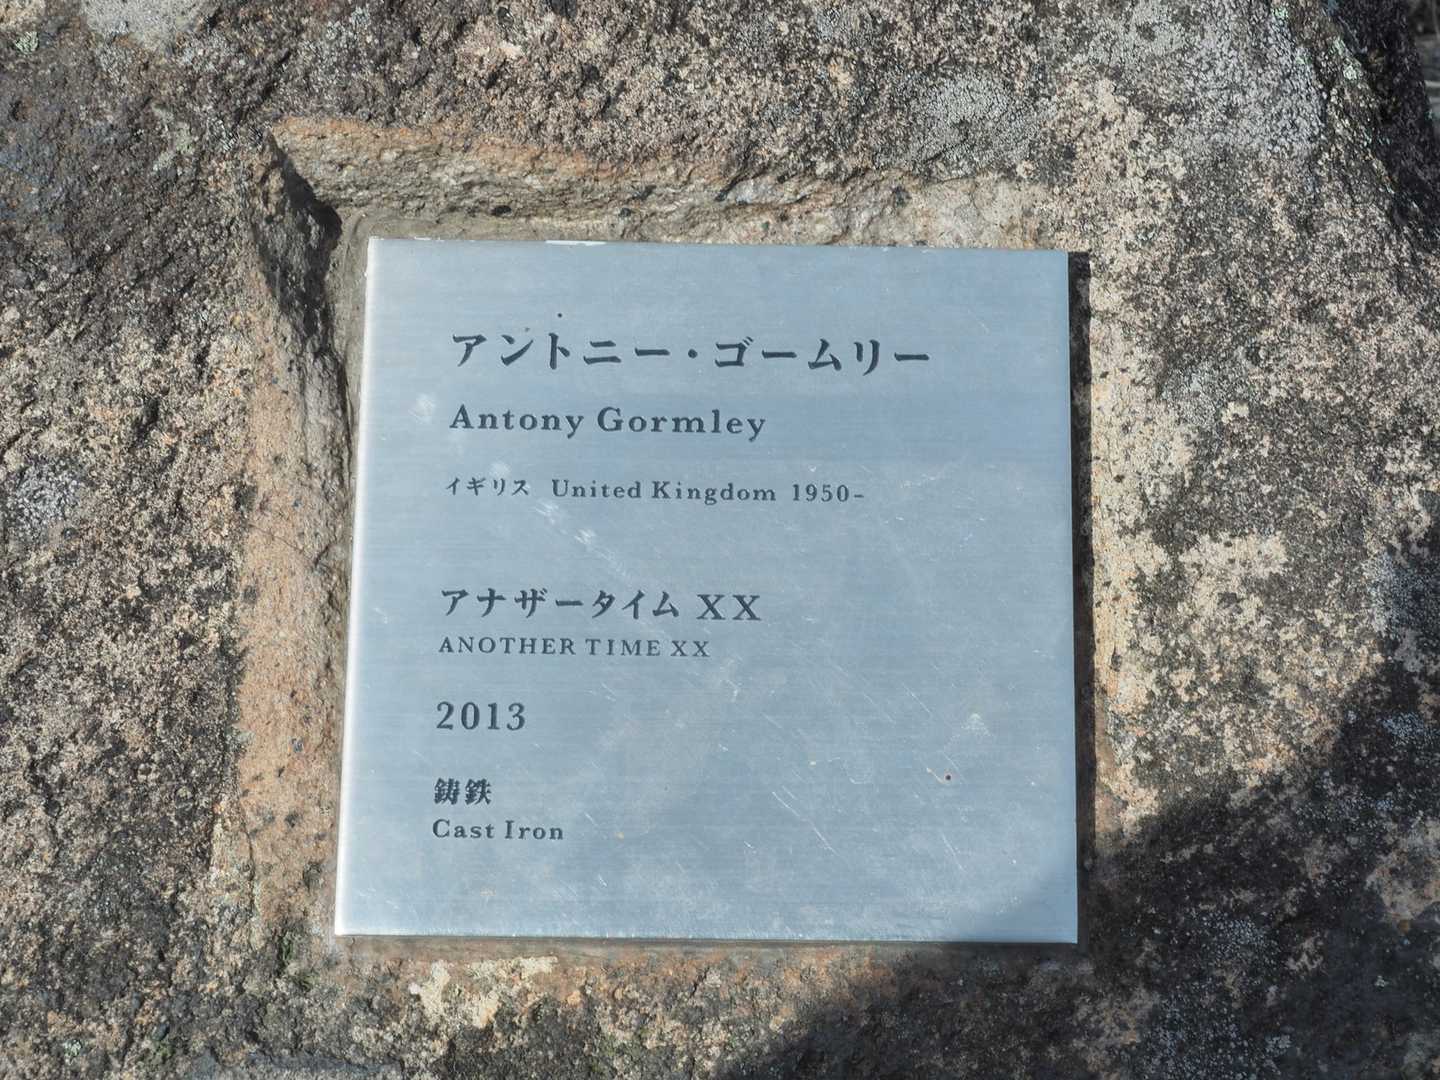 アントニー・ゴームリー
Antony Gormley
イギリス United Kingdom 1950–
アナザータイム XX
ANOTHER TIME XX
2013
鋳鉄
Cast Iron